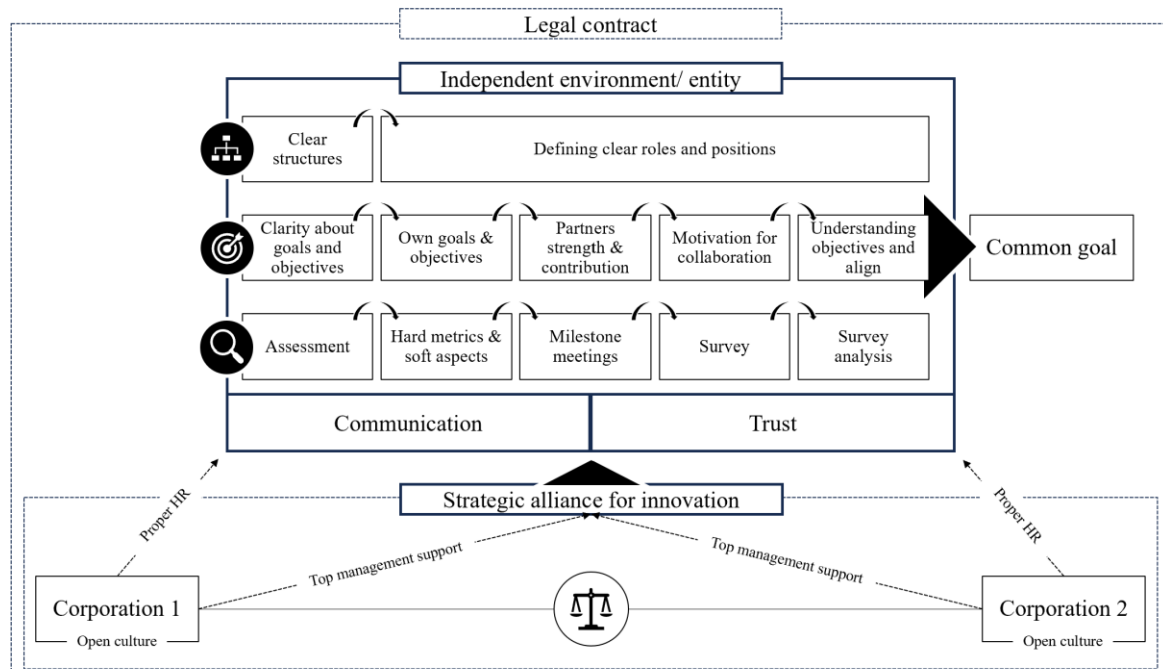 Legal contract
Independent environment/ entity
Clear
structures
Defining clear roles and positions
Clarity about
goals and
objectives
Own goals &
objectives
Partners
strength &
contribution
Motivation for
collaboration
Understanding
objectives and
align
Common goal
Assessment
Hard metrics &
soft aspects
Milestone
meetings
Survey
Survey
analysis
Communication
Trust
Strategic alliance for innovation
Proper HR
Top management support
Top management support
Proper HR
Corporation 1
Open culture
Corporation 2
Open culture